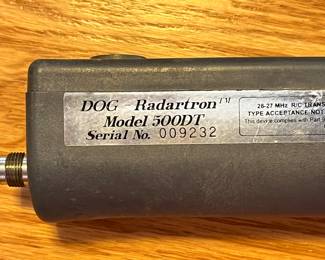 DOG Radartron™
Model 500DT
Serial No. 009232
26-27 MHz R/C TRANS
TYPE ACCEPTANCE NOT
This device complies with Part